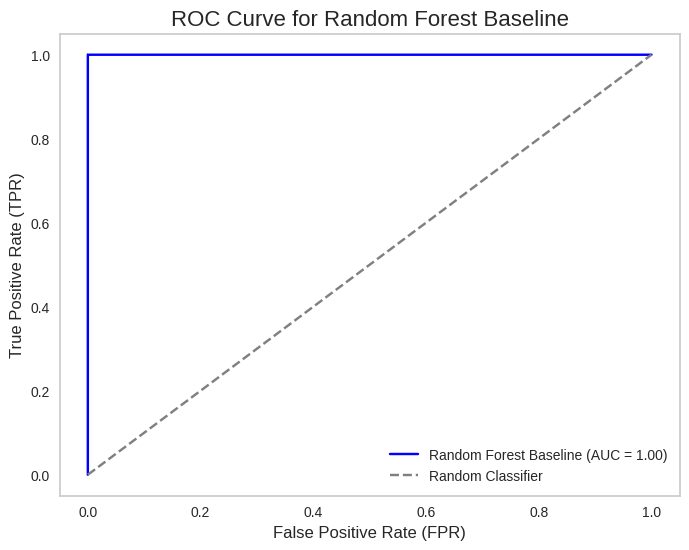 ROC Curve for Random Forest Baseline
True Positive Rate (TPR)
1.0
0.8
0.6
0.4
0.2
0.0
Random Forest Baseline (AUC = 1.00)
Random Classifier
0.0 0.2 0.4 0.6 0.8 1.0
False Positive Rate (FPR)